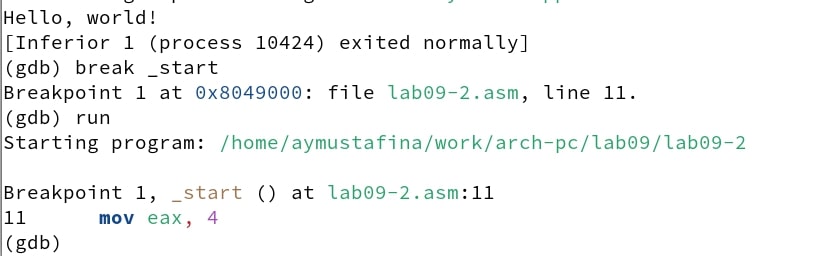 Hello, world!
[Inferior 1 (process 10424) exited normally]
(gdb) break _start
Breakpoint 1 at 0x8049000: file lab09-2.asm, line 11.
(gdb) run
Starting program: /home/aymustafina/work/arch-pc/lab09/lab09-2
Breakpoint 1, _start () at lab09-2.asm:11
11 mov eax, 4
(gdb)